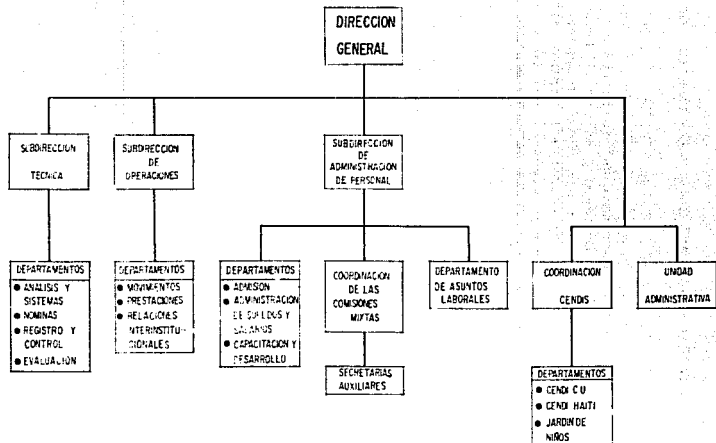 DIRECCION
GENERAL
SUBDIRECCION
TECNICA
SUBDIRECCION
DE
OPERACIONES
SUBDIRECCION
DE
ADMINISTRACION
DE PERSONAL
DEPARTAMENTOS
● ANALISIS Y
SISTEMAS
● NOMINAS
● REGISTRO Y
CONTROL
● EVALUACIÓN
DEPARTAMENTOS
● MOVIMIENTOS
● PRESTACIONES
● RELACIONES
INTERINSTITU-
CIONALES
DEPARTAMENTOS
● ADMISION
● ADMINISTRACION
DE SUELDOS Y
SALARIOS
● CAPACITACION Y
DESARROLLO
COORDINACION
DE LAS
COMISIONES
MIXTAS
SECRETARIAS
AUXILIARES
DEPARTAMENTO
DE ASUNTOS
LABORALES
COORDINACION
CENDIS
DEPARTAMENTOS
● CENDI C U
● CENDI HAITI
● JARDIN DE
NIÑOS
UNIDAD
ADMINISTRATIVA